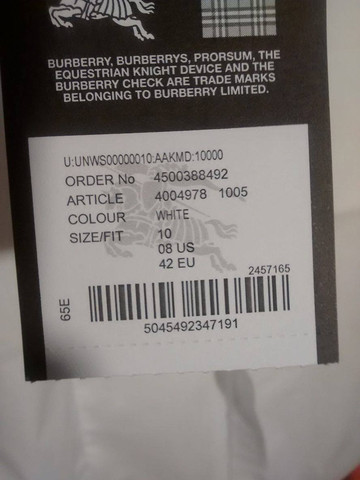 BURBERRY, BURBERRYS, PRORSUM, THE
EQUESTRIAN KNIGHT DEVICE AND THE
BURBERRY CHECK ARE TRADE MARKS
BELONGING TO BURBERRY LIMITED.
U:UNWS00000010:AAKMD:10000
ORDER No 4500388492
ARTICLE 4004978 1005
COLOUR WHITE
SIZE/FIT 10
08 US
42 EU
2457165
65E
5045492347191